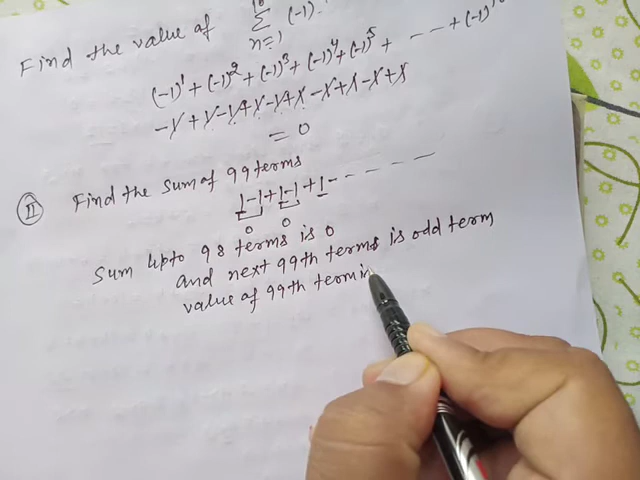 Find the value of 10 Σ n=1 (-1).
(-1)^1 + (-1)^2 + (-1)^3 + (-1)^4 + (-1)^5 + - - - + (-1)^10
-1 + 1 - 1 + 1 - 1 + 1 - 1 + 1 - 1 + 1
= 0
II Find the sum of 99 terms
1-1+1-1+1- - - - - -
0 0
Sum upto 98 terms is 0
and next 99th terms is odd term
value of 99th term i